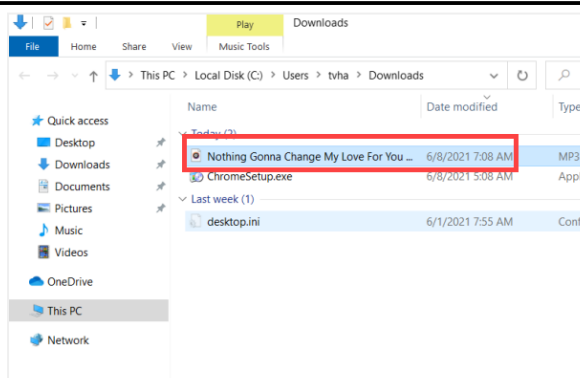 Play
Downloads
File
Home
Share
View
Music Tools
This PC > Local Disk (C:) > Users > tvha > Downloads
Name
Date modified
Type
Quick access
Today (2)
Desktop
Nothing Gonna Change My Love For You ...
6/8/2021 7:08 AM
MP3
Downloads
ChromeSetup.exe
6/8/2021 5:08 AM
App
Documents
Last week (1)
Pictures
desktop.ini
6/1/2021 7:55 AM
Conf
Music
Videos
OneDrive
This PC
Network